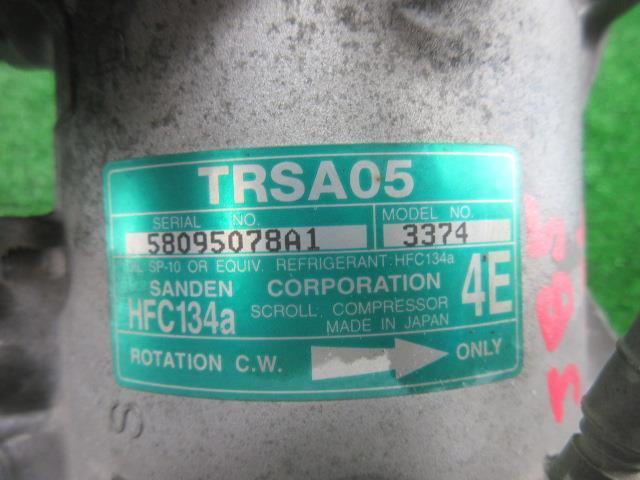 TRSA05
SERIAL NO.
58095078A1
MODEL NO.
3374
OIL SP-10 OR EQUIV. REFRIGERANT:HFC134a
SANDEN CORPORATION
HFC134a
SCROLL COMPRESSOR
MADE IN JAPAN
4E
ROTATION C.W.
ONLY
S